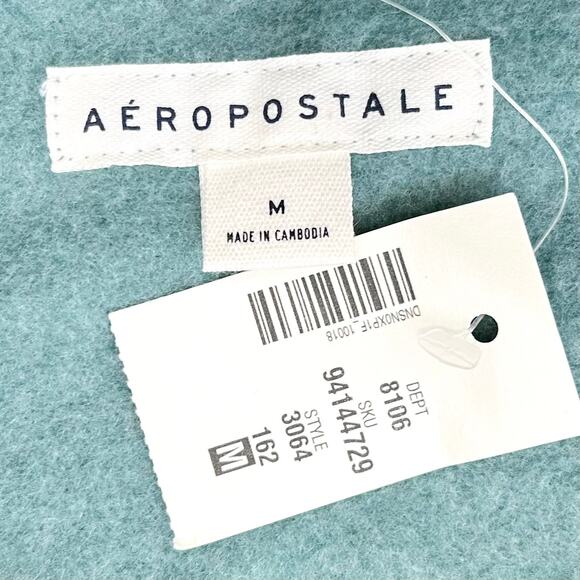 AÉROPOSTALE
M
MADE IN CAMBODIA
DNSN0XP1F_10018
DEPT
8106
SKU
94144729
STYLE
3064
162
M